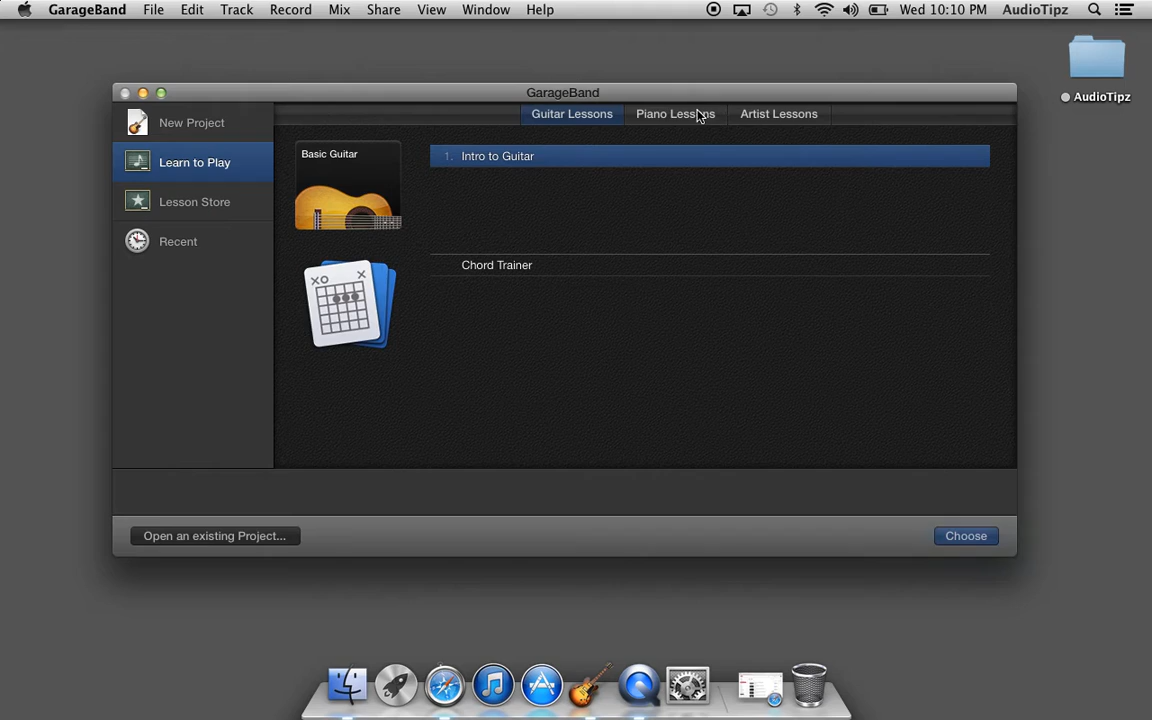 GarageBand File Edit Track Record Mix Share View Window Help Wed 10:10 PM AudioTipz
AudioTipz
GarageBand
New Project
Learn to Play
Lesson Store
Recent
Guitar Lessons Piano Lessons Artist Lessons
Basic Guitar
1. Intro to Guitar
Chord Trainer
Open an existing Project...
Choose